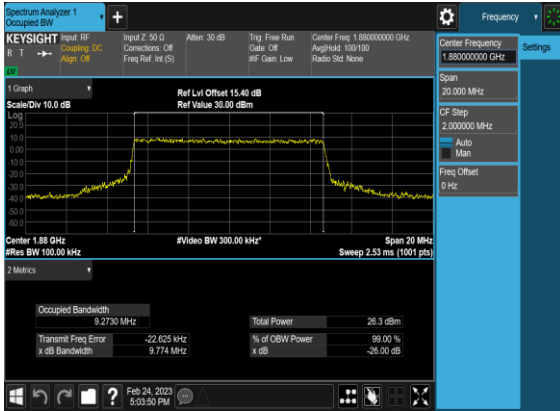 Spectrum Analyzer 1
Occupied BW
+
Frequency
KEYSIGHT
R T
LV
Input: RF
Coupling: DC
Align: Off
Input Z: 50 Ω
Corrections: Off
Freq Ref: Int (S)
Atten: 30 dB
Trig: Free Run
Gate: Off
#IF Gain: Low
Center Freq: 1.880000000 GHz
Avg|Hold: 100/100
Radio Std: None
Center Frequency
1.880000000 GHz
Settings
Span
20.000 MHz
CF Step
2.000000 MHz
Auto
Man
Freq Offset
0 Hz
1 Graph
Scale/Div 10.0 dB
Ref Lvl Offset 15.40 dB
Ref Value 30.00 dBm
Log
20.0
10.0
0.00
-10.0
-20.0
-30.0
-40.0
-50.0
-60.0
Center 1.88 GHz
#Res BW 100.00 kHz
#Video BW 300.00 kHz*
Span 20 MHz
Sweep 2.53 ms (1001 pts)
2 Metrics
Occupied Bandwidth
9.2730 MHz
Total Power 26.3 dBm
Transmit Freq Error -22.625 kHz
% of OBW Power 99.00 %
x dB Bandwidth 9.774 MHz
x dB -26.00 dB
?
Feb 24, 2023
5:03:50 PM